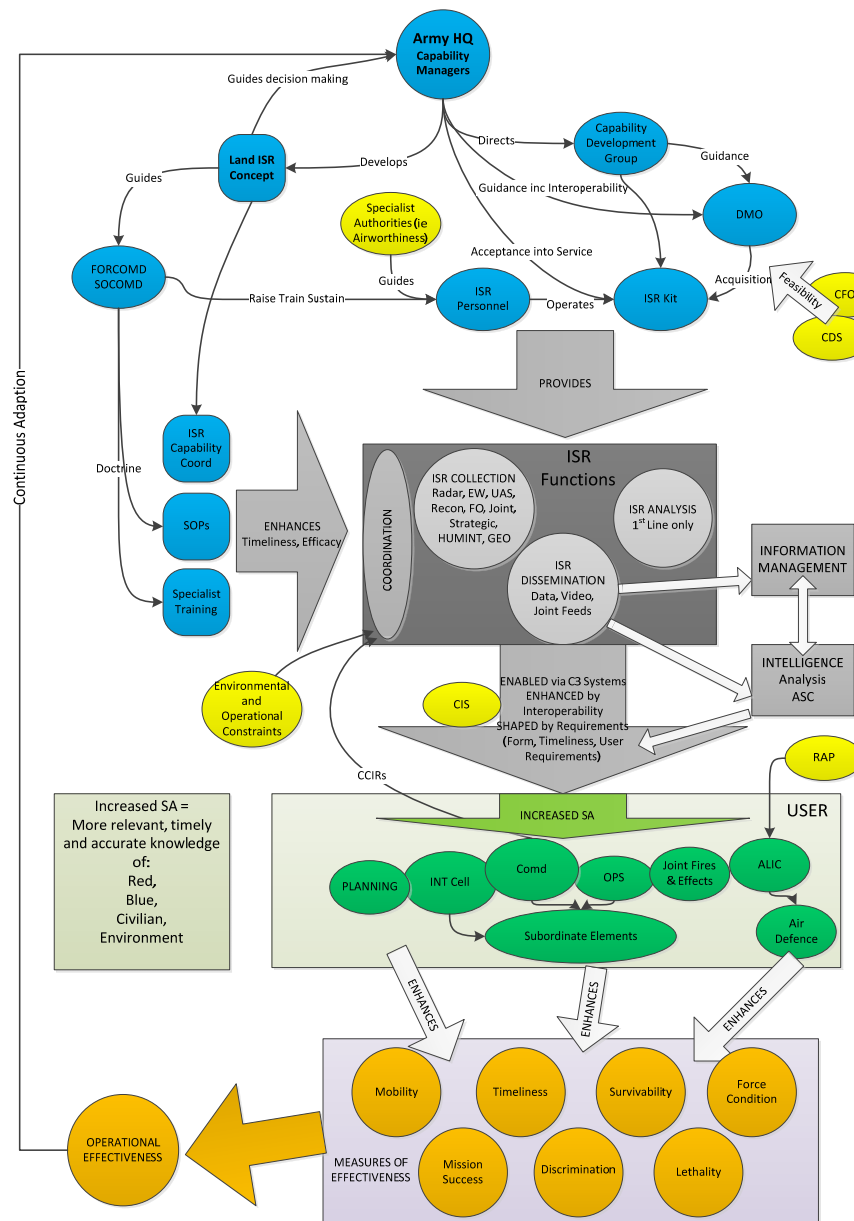 Army HQ
Capability
Managers
Guides decision making
Directs
Capability
Development
Group
Guidance
Land ISR
Concept
Develops
Guides
Guidance inc Interoperability
DMO
Specialist
Authorities (ie
Airworthiness)
Acceptance into Service
FORCOMD
SOCOMD
Raise Train Sustain
Guides
ISR
Personnel
Operates
ISR Kit
Acquisition
Feasibility
CFO
CDS
PROVIDES
Continuous Adaption
ISR
Capability
Coord
Doctrine
SOPs
Specialist
Training
ENHANCES
Timeliness, Efficacy
COORDINATION
ISR
Functions
ISR COLLECTION
Radar, EW, UAS,
Recon, FO, Joint,
Strategic,
HUMINT, GEO
ISR ANALYSIS
1st Line only
ISR
DISSEMINATION
Data, Video,
Joint Feeds
INFORMATION
MANAGEMENT
INTELLIGENCE
Analysis
ASC
Environmental
and
Operational
Constraints
CIS
ENABLED via C3 Systems
ENHANCED by
Interoperability
SHAPED by Requirements
(Form, Timeliness, User
Requirements)
RAP
CCIRs
Increased SA =
More relevant, timely
and accurate knowledge
of:
Red,
Blue,
Civilian,
Environment
INCREASED SA
USER
PLANNING
INT Cell
Comd
OPS
Joint Fires
& Effects
ALIC
Subordinate Elements
Air
Defence
ENHANCES
ENHANCES
ENHANCES
Mobility
Timeliness
Survivability
Force
Condition
OPERATIONAL
EFFECTIVENESS
MEASURES OF
EFFECTIVENESS
Mission
Success
Discrimination
Lethality